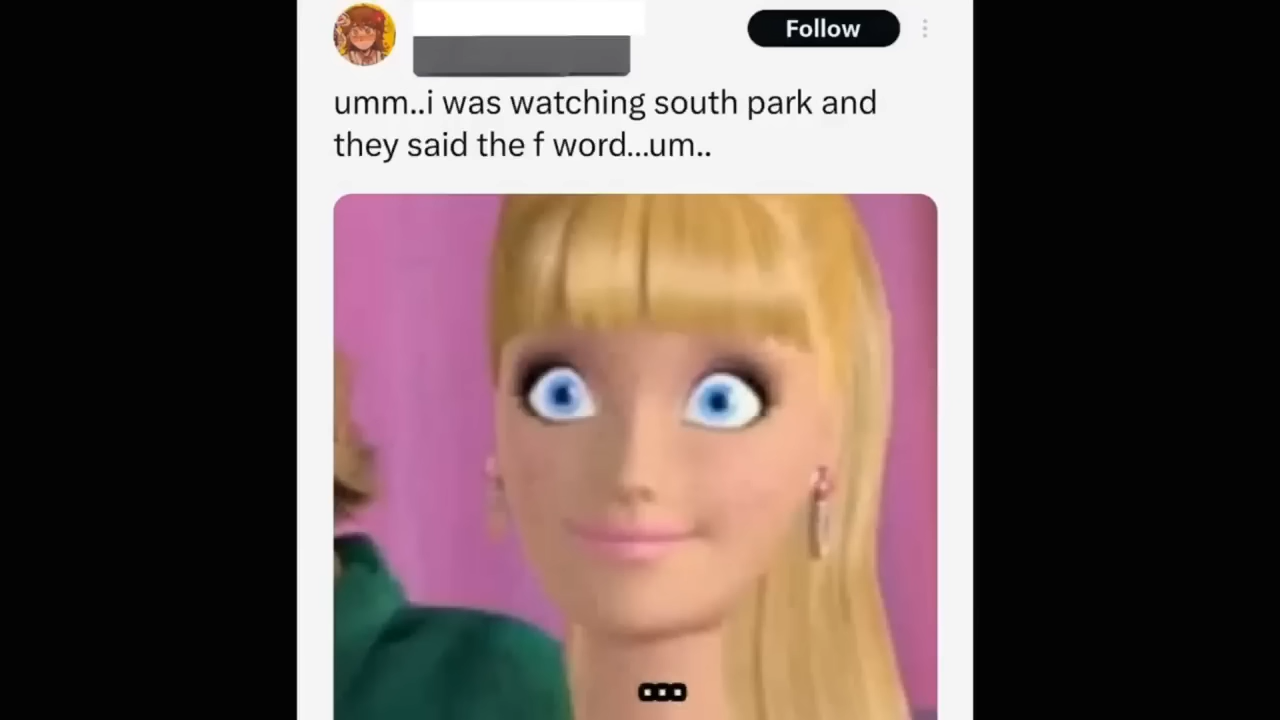 Follow
umm..i was watching south park and
they said the f word...um..